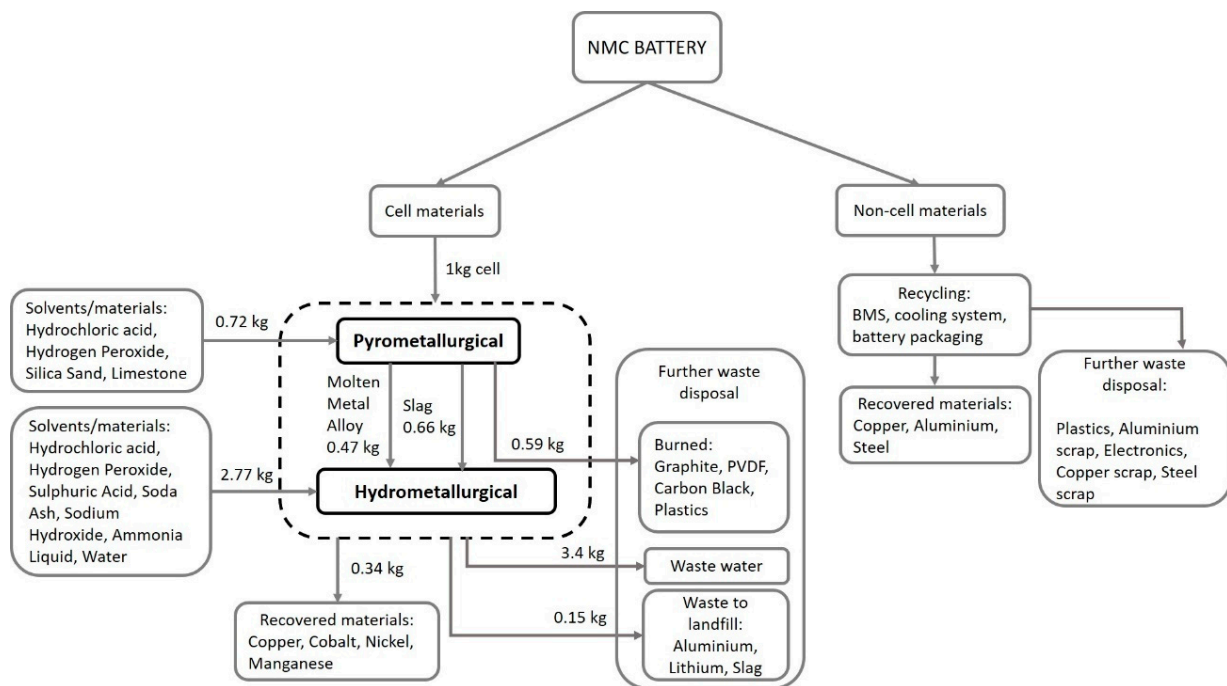 NMC BATTERY
Cell materials
Non-cell materials
1kg cell
Solvents/materials:
Hydrochloric acid,
Hydrogen Peroxide,
Silica Sand, Limestone
0.72 kg
Pyrometallurgical
Molten
Metal
Alloy
0.47 kg
Slag
0.66 kg
0.59 kg
Solvents/materials:
Hydrochloric acid,
Hydrogen Peroxide,
Sulphuric Acid, Soda
Ash, Sodium
Hydroxide, Ammonia
Liquid, Water
2.77 kg
Hydrometallurgical
0.34 kg
Recovered materials:
Copper, Cobalt, Nickel,
Manganese
3.4 kg
0.15 kg
Further waste
disposal
Burned:
Graphite, PVDF,
Carbon Black,
Plastics
Waste water
Waste to
landfill:
Aluminium,
Lithium, Slag
Recycling:
BMS, cooling system,
battery packaging
Recovered materials:
Copper, Aluminium,
Steel
Further waste
disposal:
Plastics, Aluminium
scrap, Electronics,
Copper scrap, Steel
scrap